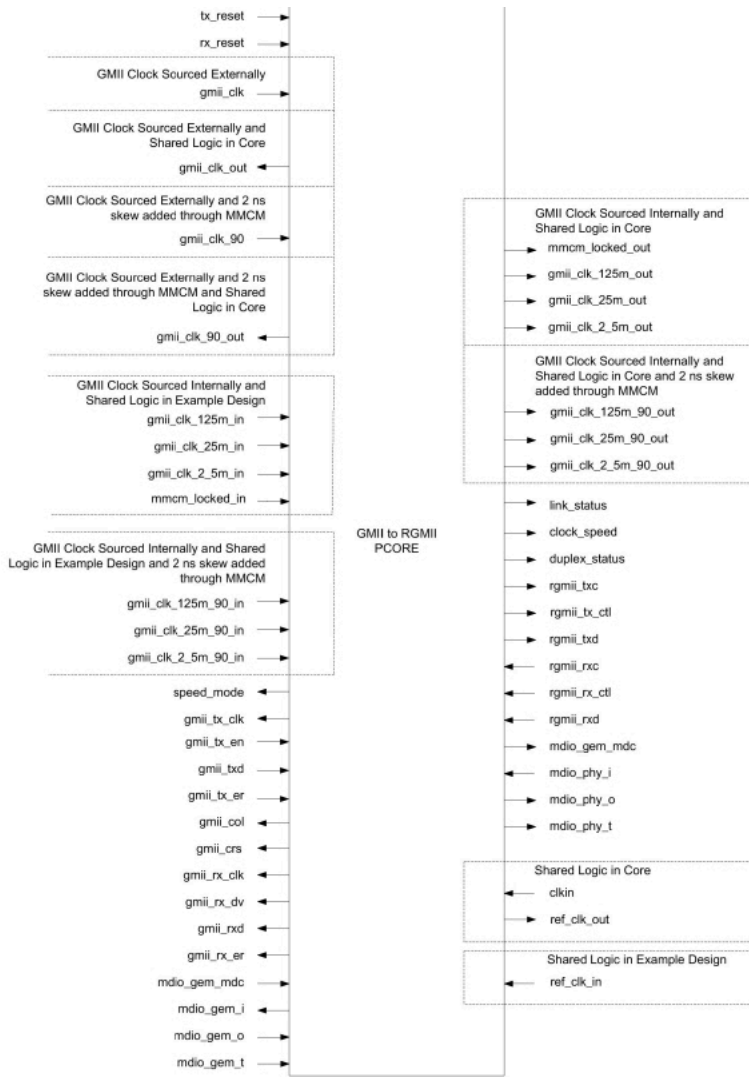 tx_reset
rx_reset
GMII Clock Sourced Externally
gmii_clk
GMII Clock Sourced Externally and
Shared Logic in Core
gmii_clk_out
GMII Clock Sourced Externally and 2 ns
skew added through MMCM
gmii_clk_90
GMII Clock Sourced Externally and 2 ns
skew added through MMCM and Shared
Logic in Core
gmii_clk_90_out
GMII Clock Sourced Internally and
Shared Logic in Example Design
gmii_clk_125m_in
gmii_clk_25m_in
gmii_clk_2_5m_in
mmcm_locked_in
GMII Clock Sourced Internally and Shared
Logic in Example Design and 2 ns skew added
through MMCM
gmii_clk_125m_90_in
gmii_clk_25m_90_in
gmii_clk_2_5m_90_in
speed_mode
gmii_tx_clk
gmii_tx_en
gmii_txd
gmii_tx_er
gmii_col
gmii_crs
gmii_rx_clk
gmii_rx_dv
gmii_rxd
gmii_rx_er
mdio_gem_mdc
mdio_gem_i
mdio_gem_o
mdio_gem_t
GMII to RGMII
PCORE
GMII Clock Sourced Internally and
Shared Logic in Core
mmcm_locked_out
gmii_clk_125m_out
gmii_clk_25m_out
gmii_clk_2_5m_out
GMII Clock Sourced Internally and
Shared Logic in Core and 2 ns skew
added through MMCM
gmii_clk_125m_90_out
gmii_clk_25m_90_out
gmii_clk_2_5m_90_out
link_status
clock_speed
duplex_status
rgmii_txc
rgmii_tx_ctl
rgmii_txd
rgmii_rxc
rgmii_rx_ctl
rgmii_rxd
mdio_gem_mdc
mdio_phy_i
mdio_phy_o
mdio_phy_t
Shared Logic in Core
clkin
ref_clk_out
Shared Logic in Example Design
ref_clk_in